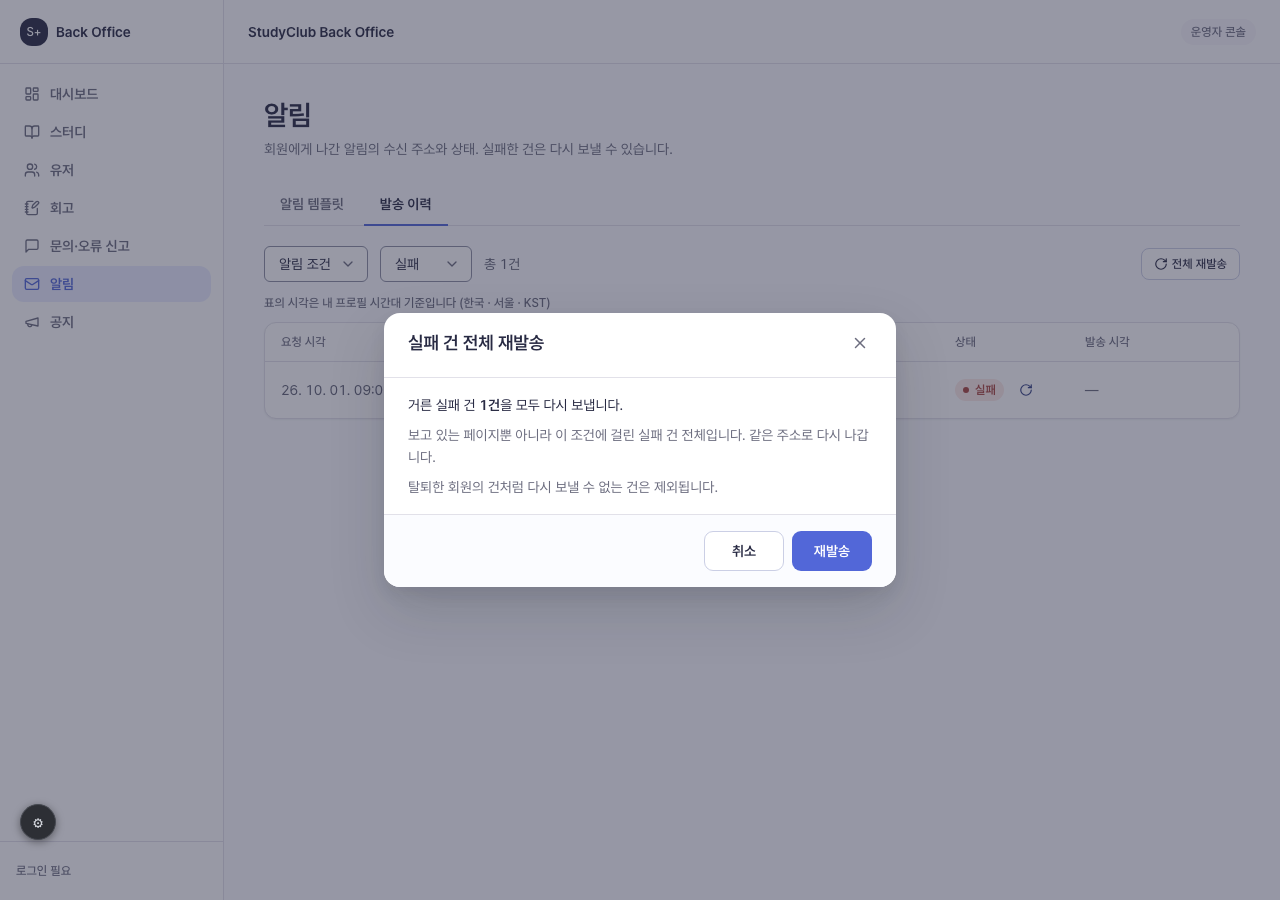 S+ Back Office
StudyClub Back Office
운영자 콘솔
대시보드
스터디
유저
회고
문의·오류 신고
알림
공지
로그인 필요
알림
회원에게 나간 알림의 수신 주소와 상태. 실패한 건은 다시 보낼 수 있습니다.
알림 템플릿
발송 이력
알림 조건
실패
총 1건
전체 재발송
표의 시각은 내 프로필 시간대 기준입니다 (한국 · 서울 · KST)
요청 시각
상태
발송 시각
26. 10. 01. 09:0
실패
—
실패 건 전체 재발송
거른 실패 건 1건을 모두 다시 보냅니다.
보고 있는 페이지뿐 아니라 이 조건에 걸린 실패 건 전체입니다. 같은 주소로 다시 나갑
니다.
탈퇴한 회원의 건처럼 다시 보낼 수 없는 건은 제외됩니다.
취소
재발송